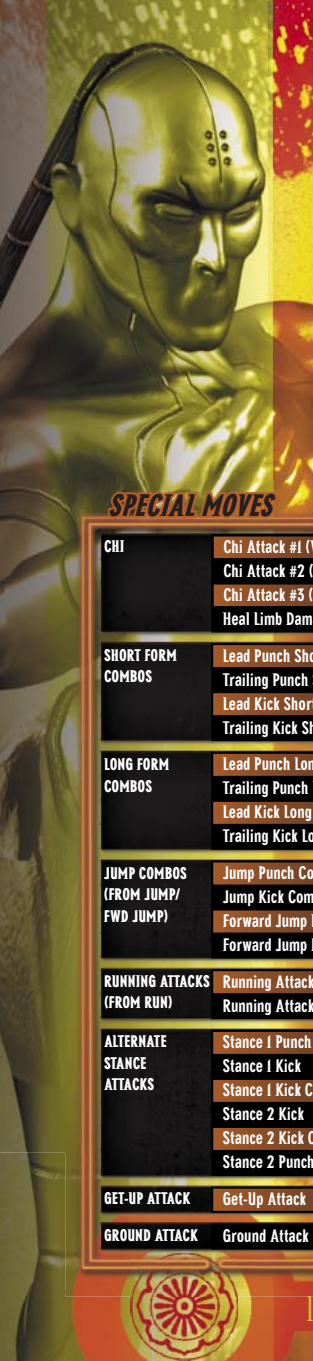 SPECIAL MOVES
CHI
Chi Attack #1 (
Chi Attack #2 (
Chi Attack #3 (
Heal Limb Dam
SHORT FORM
COMBOS
Lead Punch Sho
Trailing Punch
Lead Kick Short
Trailing Kick Sh
LONG FORM
COMBOS
Lead Punch Lon
Trailing Punch
Lead Kick Long
Trailing Kick Lo
JUMP COMBOS
(FROM JUMP/
FWD JUMP)
Jump Punch Co
Jump Kick Com
Forward Jump
Forward Jump
RUNNING ATTACKS
(FROM RUN)
Running Attack
Running Attack
ALTERNATE
STANCE
ATTACKS
Stance 1 Punch
Stance 1 Kick
Stance 1 Kick C
Stance 2 Kick
Stance 2 Kick C
Stance 2 Punch
GET-UP ATTACK
Get-Up Attack
GROUND ATTACK
Ground Attack